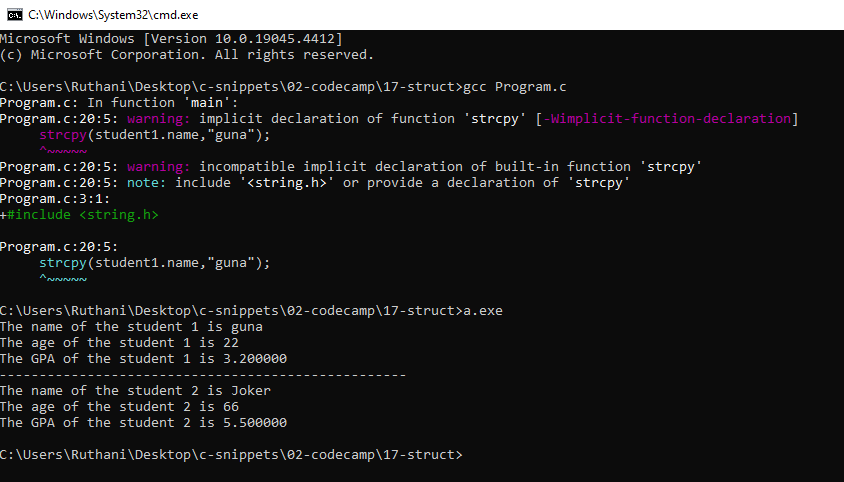 C:\Windows\System32\cmd.exe
Microsoft Windows [Version 10.0.19045.4412]
(c) Microsoft Corporation. All rights reserved.
C:\Users\Ruthani\Desktop\c-snippets\02-codecamp\17-struct>gcc Program.c
Program.c: In function 'main':
Program.c:20:5: warning: implicit declaration of function 'strcpy' [-Wimplicit-function-declaration]
     strcpy(student1.name,"guna");
     ^~~~~~
Program.c:20:5: warning: incompatible implicit declaration of built-in function 'strcpy'
Program.c:20:5: note: include '<string.h>' or provide a declaration of 'strcpy'
Program.c:3:1:
+#include <string.h>
Program.c:20:5:
     strcpy(student1.name,"guna");
     ^~~~~~
C:\Users\Ruthani\Desktop\c-snippets\02-codecamp\17-struct>a.exe
The name of the student 1 is guna
The age of the student 1 is 22
The GPA of the student 1 is 3.200000
---------------------------------------------------
The name of the student 2 is Joker
The age of the student 2 is 66
The GPA of the student 2 is 5.500000
C:\Users\Ruthani\Desktop\c-snippets\02-codecamp\17-struct>